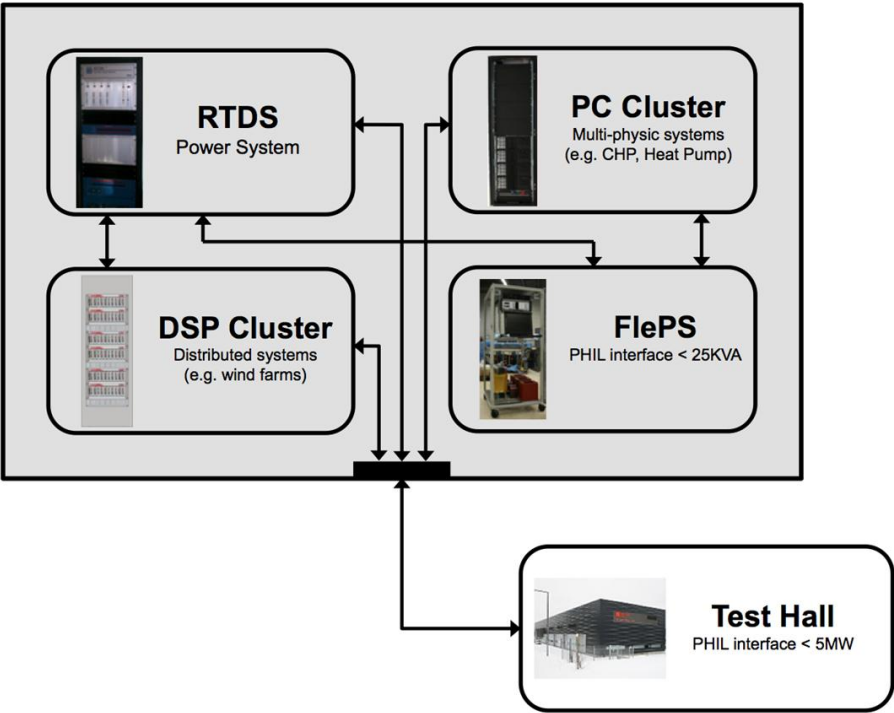 RTDS
Power System
PC Cluster
Multi-physic systems
(e.g. CHP, Heat Pump)
DSP Cluster
Distributed systems
(e.g. wind farms)
FlePS
PHIL interface < 25KVA
Test Hall
PHIL interface < 5MW